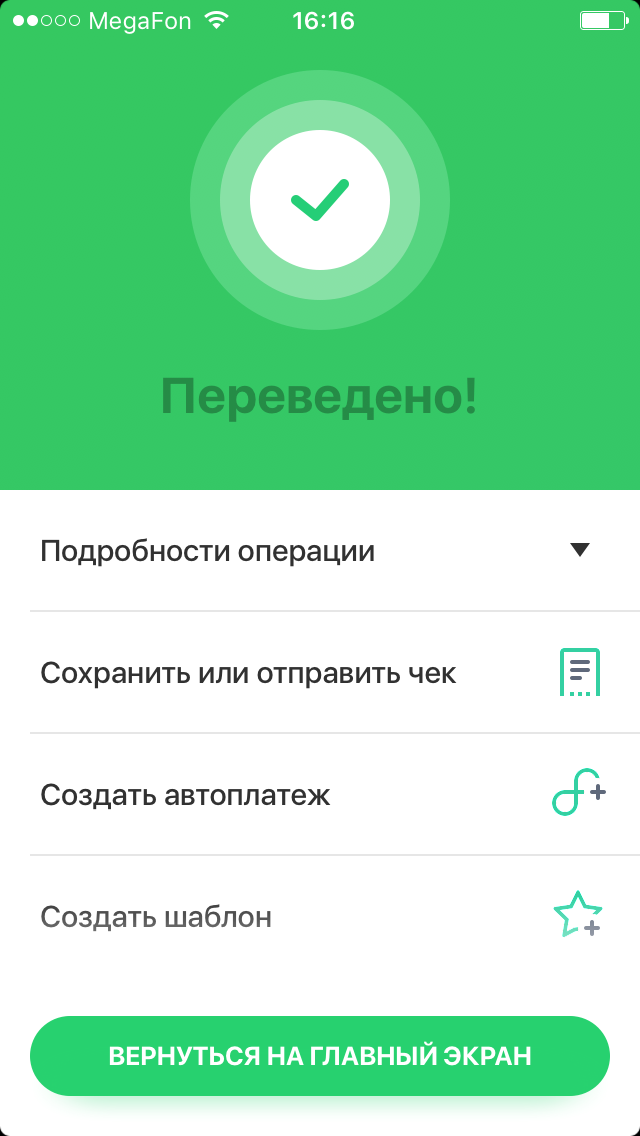 MegaFon 16:16
Переведено!
Подробности операции
Сохранить или отправить чек
Создать автоплатеж
Создать шаблон
ВЕРНУТЬСЯ НА ГЛАВНЫЙ ЭКРАН